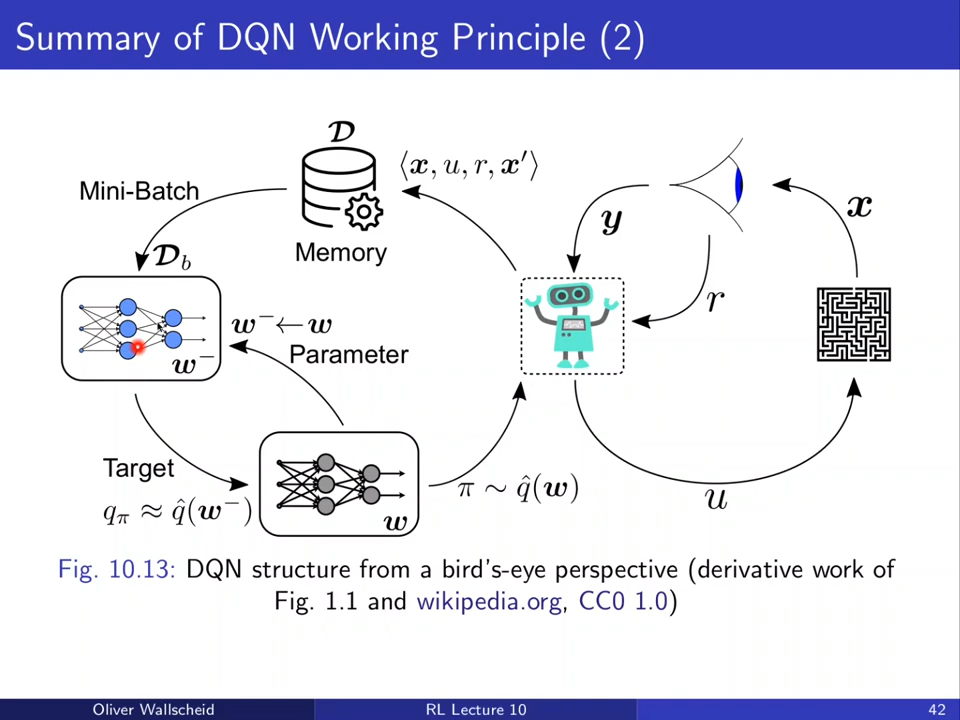 Summary of DQN Working Principle (2)
𝓓
⟨x, u, r, x′⟩
Mini-Batch
y
x
Memory
𝓓b
r
w⁻ ← w
Parameter
w⁻
Target
π ∼ q̂(w)
u
qπ ≈ q̂(w⁻)
w
Fig. 10.13: DQN structure from a bird's-eye perspective (derivative work of
Fig. 1.1 and wikipedia.org, CC0 1.0)
Oliver Wallscheid
RL Lecture 10
42